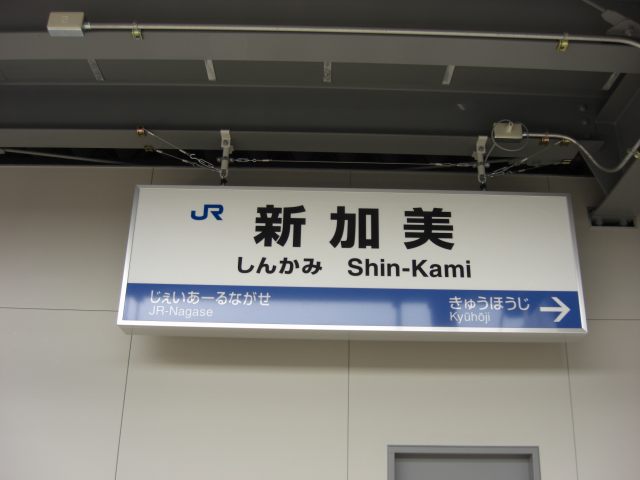 JR 新加美
しんかみ Shin-Kami
じぇいあーるながせ きゅうほうじ
JR-Nagase Kyūhōji